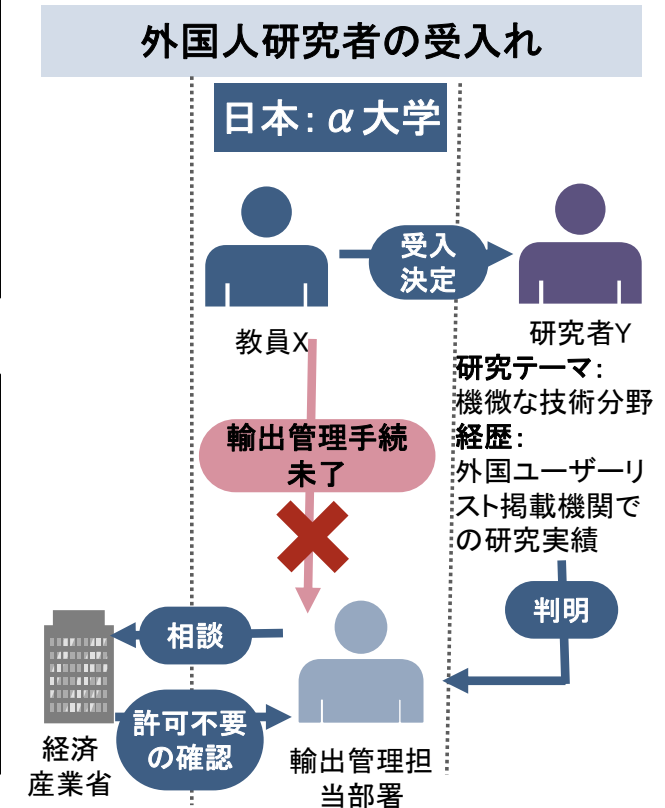 外国人研究者の受入れ
日本：α大学
受入
決定
教員X
研究者Y
研究テーマ：
機微な技術分野
経歴：
外国ユーザーリ
スト掲載機関で
の研究実績
輸出管理手続
未了
判明
相談
許可不要
の確認
経済
産業省
輸出管理担
当部署